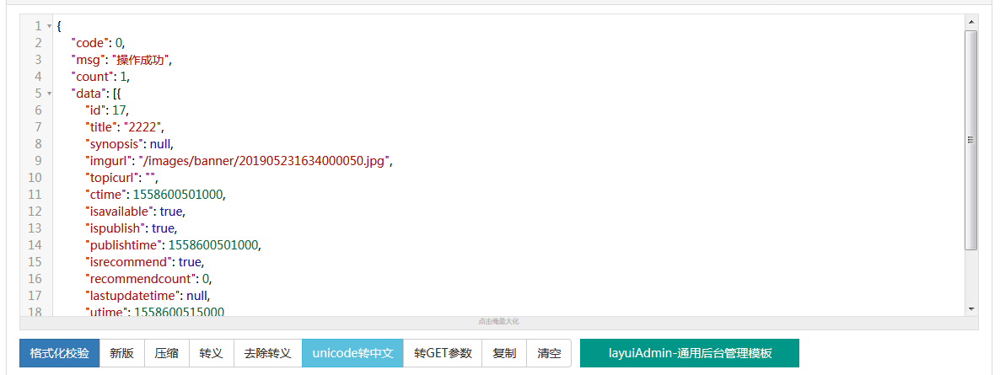 1 {
2 "code": 0,
3 "msg": "操作成功",
4 "count": 1,
5 "data": [{
6 "id": 17,
7 "title": "2222",
8 "synopsis": null,
9 "imgurl": "/images/banner/201905231634000050.jpg",
10 "topicurl": "",
11 "ctime": 1558600501000,
12 "isavailable": true,
13 "ispublish": true,
14 "publishtime": 1558600501000,
15 "isrecommend": true,
16 "recommendcount": 0,
17 "lastupdatetime": null,
18 "utime": 1558600515000
点击俺最大化
格式化校验 新版 压缩 转义 去除转义 unicode转中文 转GET参数 复制 清空 layuiAdmin-通用后台管理模板